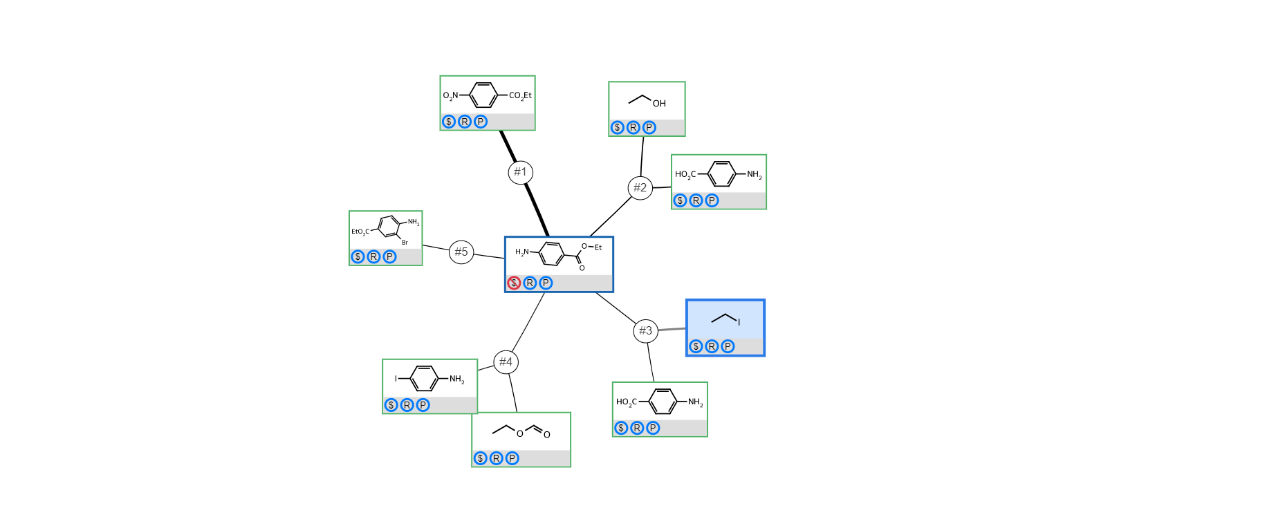 O₂N CO₂Et
$ R P
OH
$ R P
#1
HO₂C NH₂
$ R P
#2
EtO₂C NH₂
Br
$ R P
#5
H₂N O Et
O
$ R P
I
$ R P
#3
#4
I NH₂
$ R P
HO₂C NH₂
$ R P
O O
$ R P